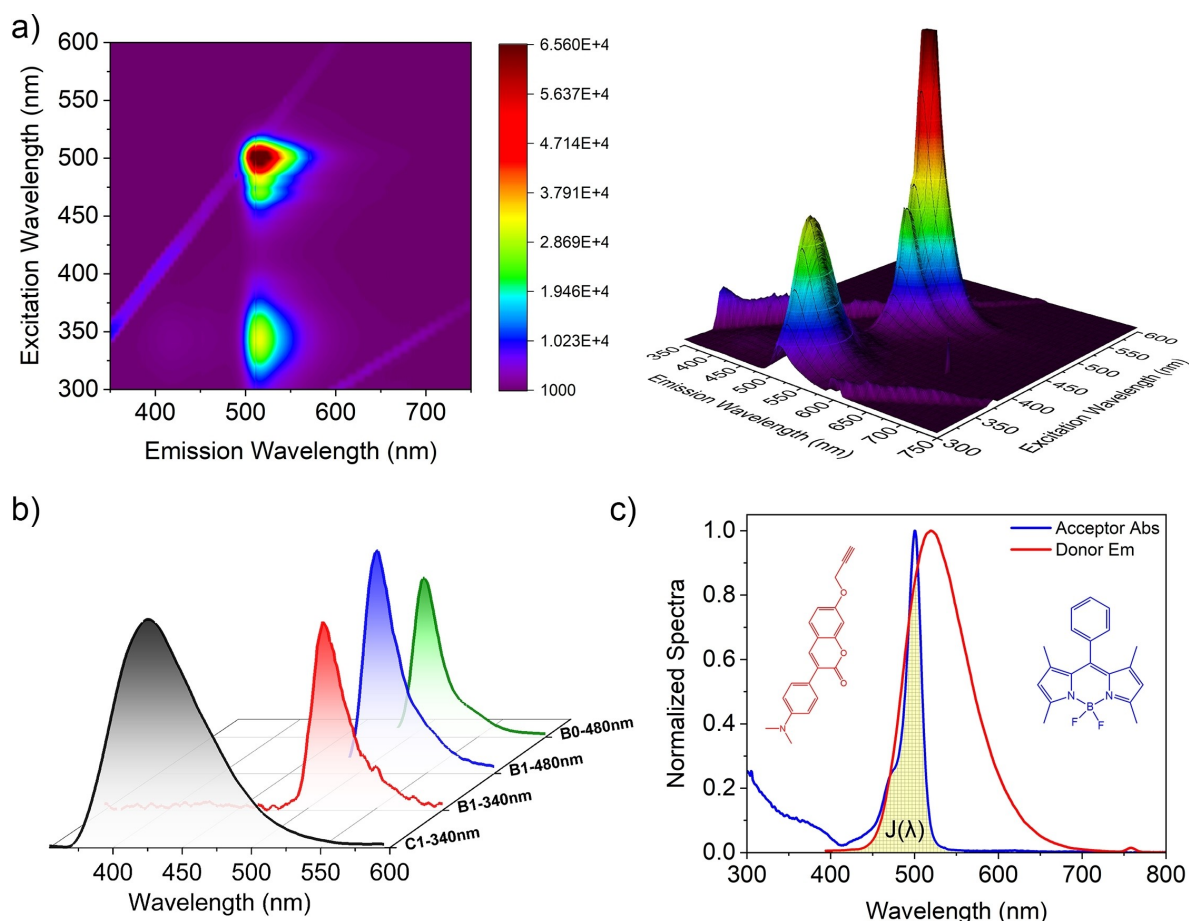 a)
600
550
500
450
400
350
300
Excitation Wavelength (nm)
400 500 600 700
Emission Wavelength (nm)
6.560E+4
5.637E+4
4.714E+4
3.791E+4
2.869E+4
1.946E+4
1.023E+4
1000
350
400
450
500
550
600
650
700
750
Emission Wavelength (nm)
300
350
400
450
500
550
600
Excitation Wavelength (nm)
b)
B0-480nm
B1-480nm
B1-340nm
C1-340nm
400 450 500 550 600
Wavelength (nm)
c)
1.0
0.8
0.6
0.4
0.2
0.0
Normalized Spectra
Acceptor Abs
Donor Em
O
O
O
N
N N
B
F F
J(λ)
300 400 500 600 700 800
Wavelength (nm)